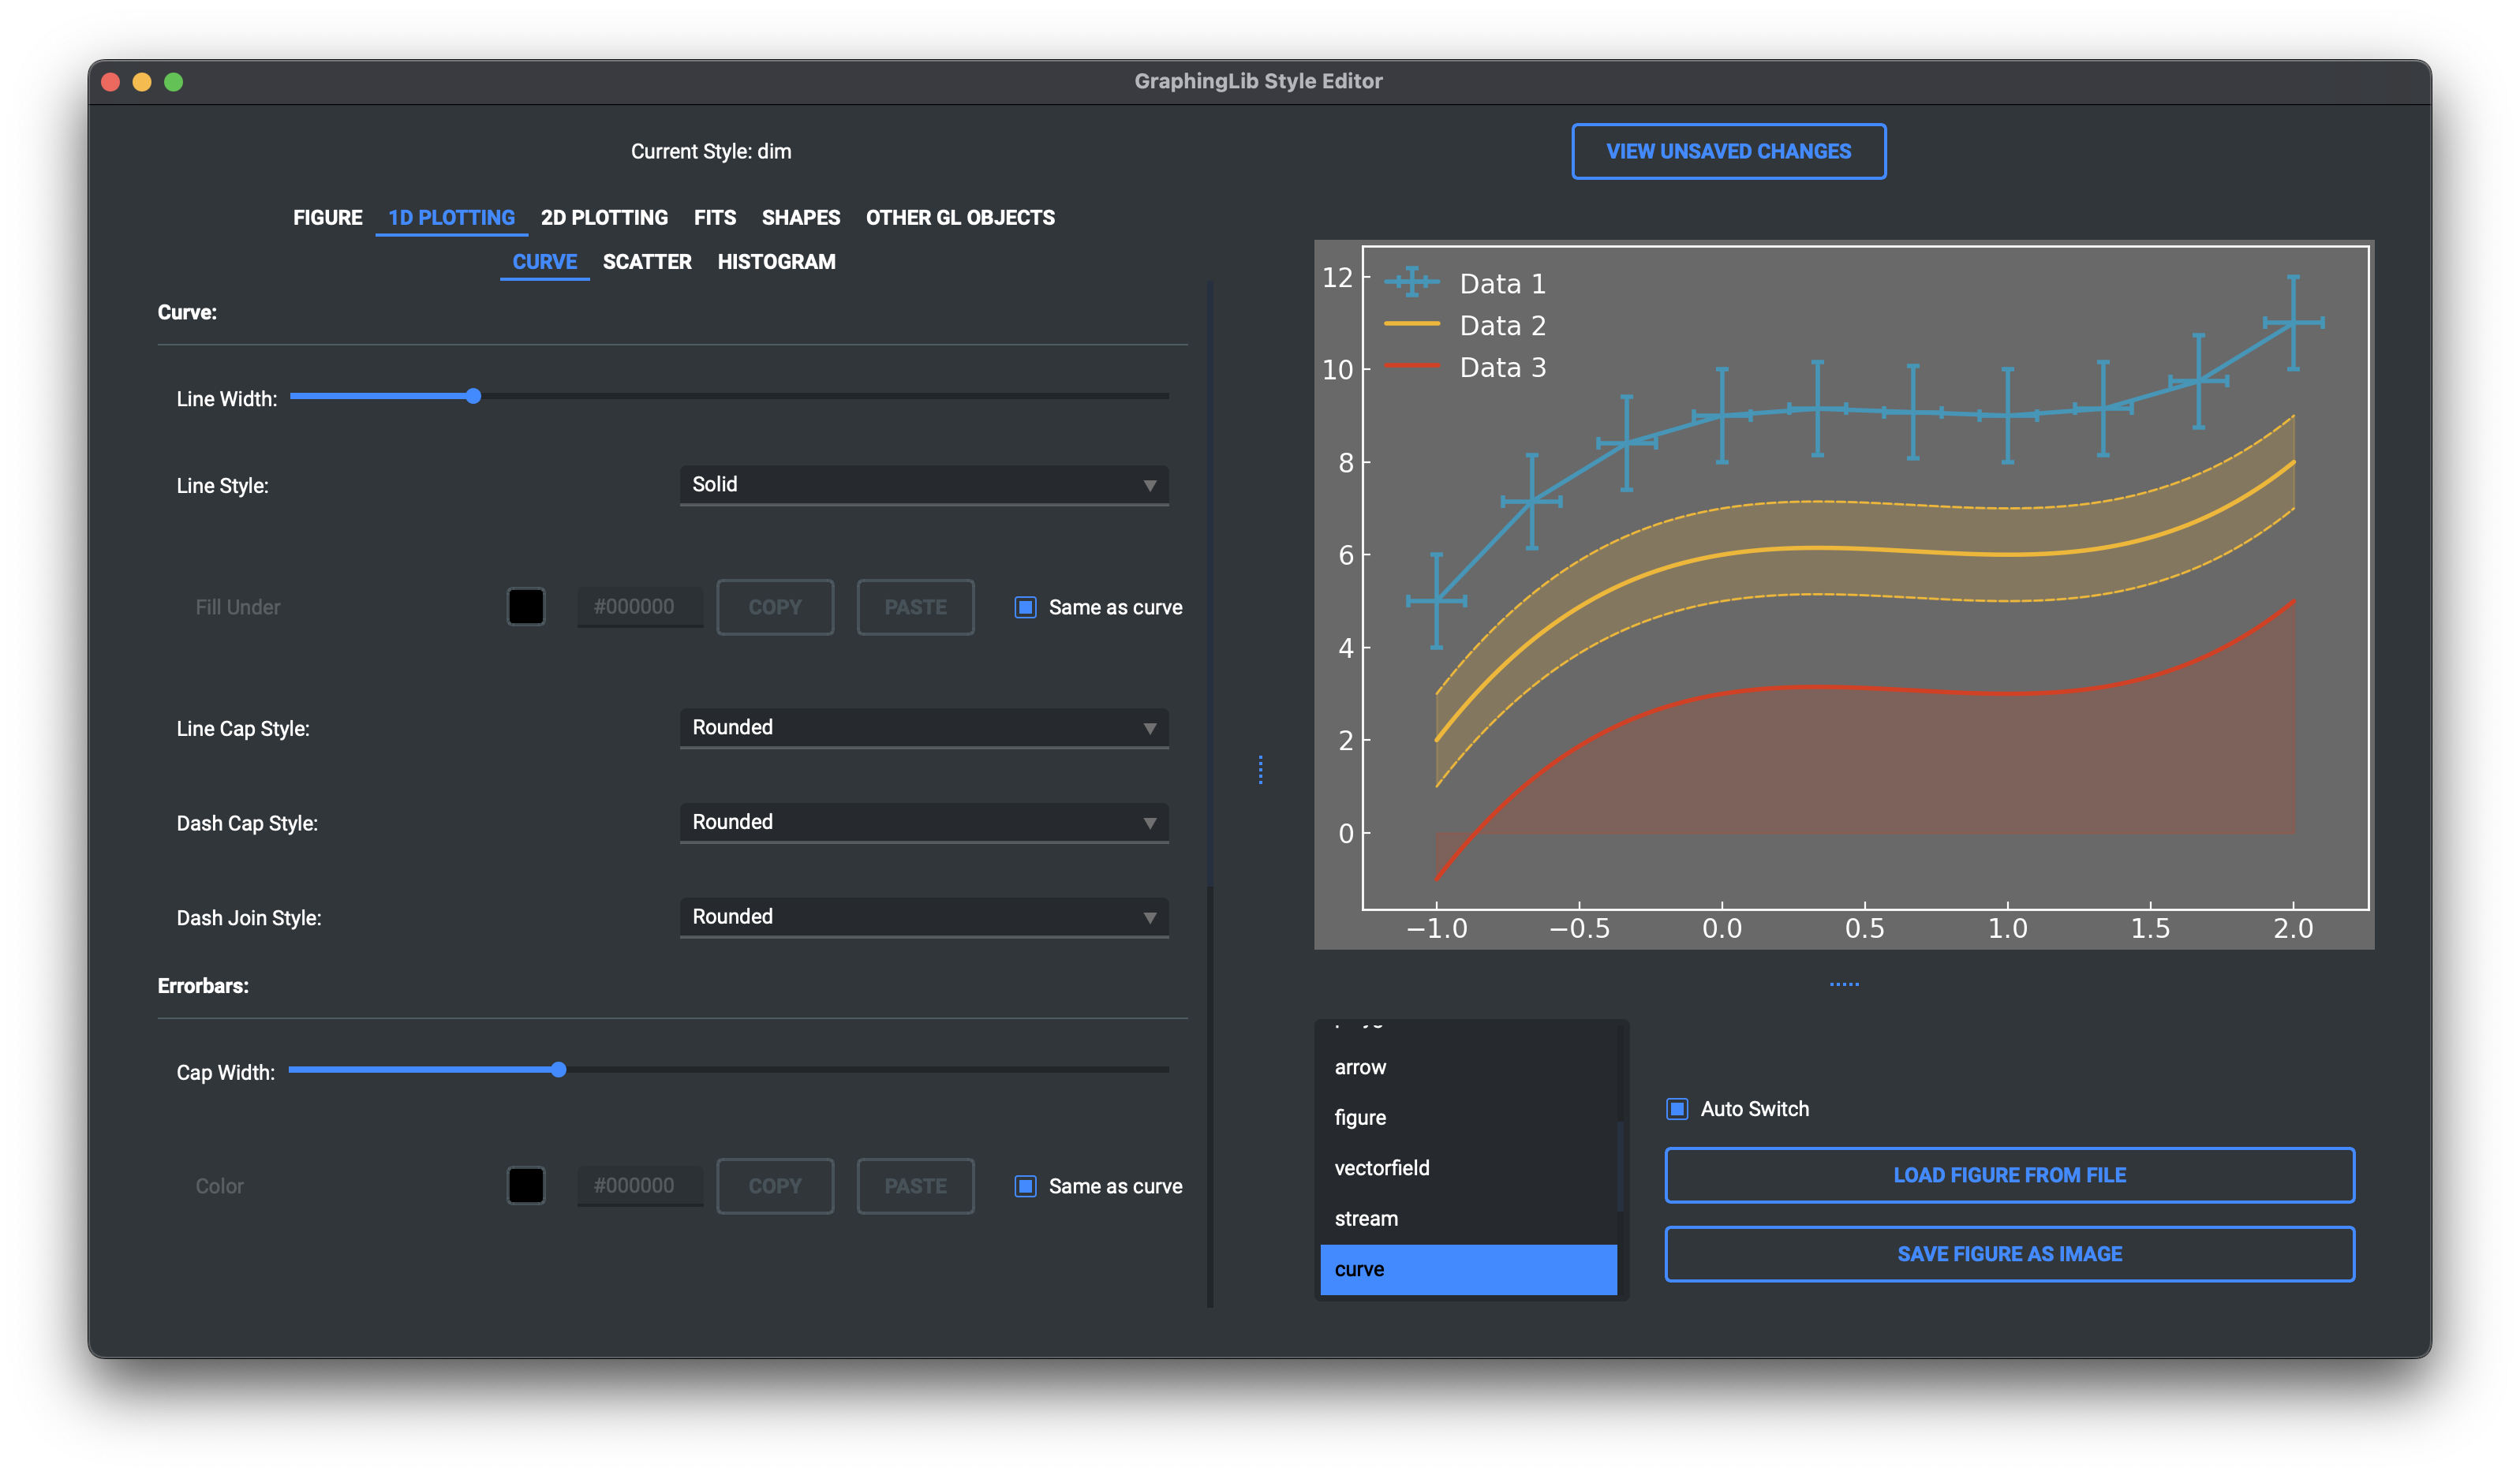 GraphingLib Style Editor
Current Style: dim
VIEW UNSAVED CHANGES
FIGURE 1D PLOTTING 2D PLOTTING FITS SHAPES OTHER GL OBJECTS
CURVE SCATTER HISTOGRAM
Curve:
Line Width:
Line Style: Solid
Fill Under #000000 COPY PASTE Same as curve
Line Cap Style: Rounded
Dash Cap Style: Rounded
Dash Join Style: Rounded
Errorbars:
Cap Width:
Color #000000 COPY PASTE Same as curve
Data 1
Data 2
Data 3
12
10
8
6
4
2
0
−1.0 −0.5 0.0 0.5 1.0 1.5 2.0
arrow
figure
vectorfield
stream
curve
Auto Switch
LOAD FIGURE FROM FILE
SAVE FIGURE AS IMAGE